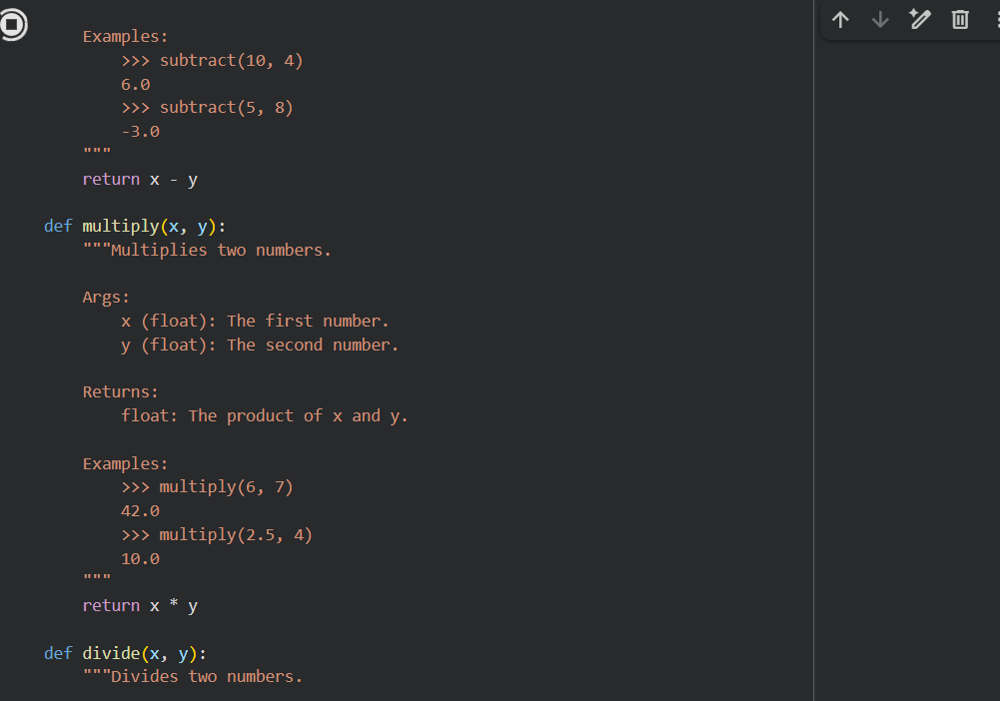 Examples:
>>> subtract(10, 4)
6.0
>>> subtract(5, 8)
-3.0
"""
return x - y
def multiply(x, y):
"""Multiplies two numbers.
Args:
x (float): The first number.
y (float): The second number.
Returns:
float: The product of x and y.
Examples:
>>> multiply(6, 7)
42.0
>>> multiply(2.5, 4)
10.0
"""
return x * y
def divide(x, y):
"""Divides two numbers.